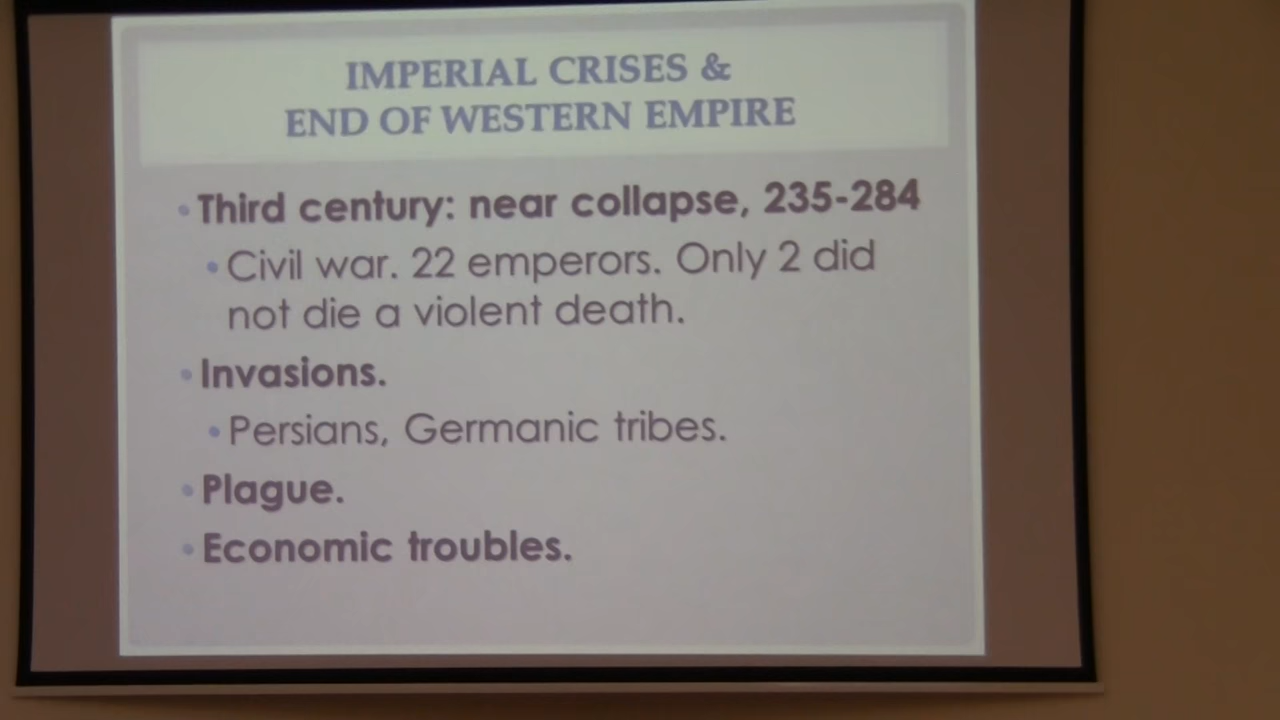 IMPERIAL CRISES &
END OF WESTERN EMPIRE
• Third century: near collapse, 235-284
• Civil war. 22 emperors. Only 2 did
not die a violent death.
• Invasions.
• Persians, Germanic tribes.
• Plague.
• Economic troubles.